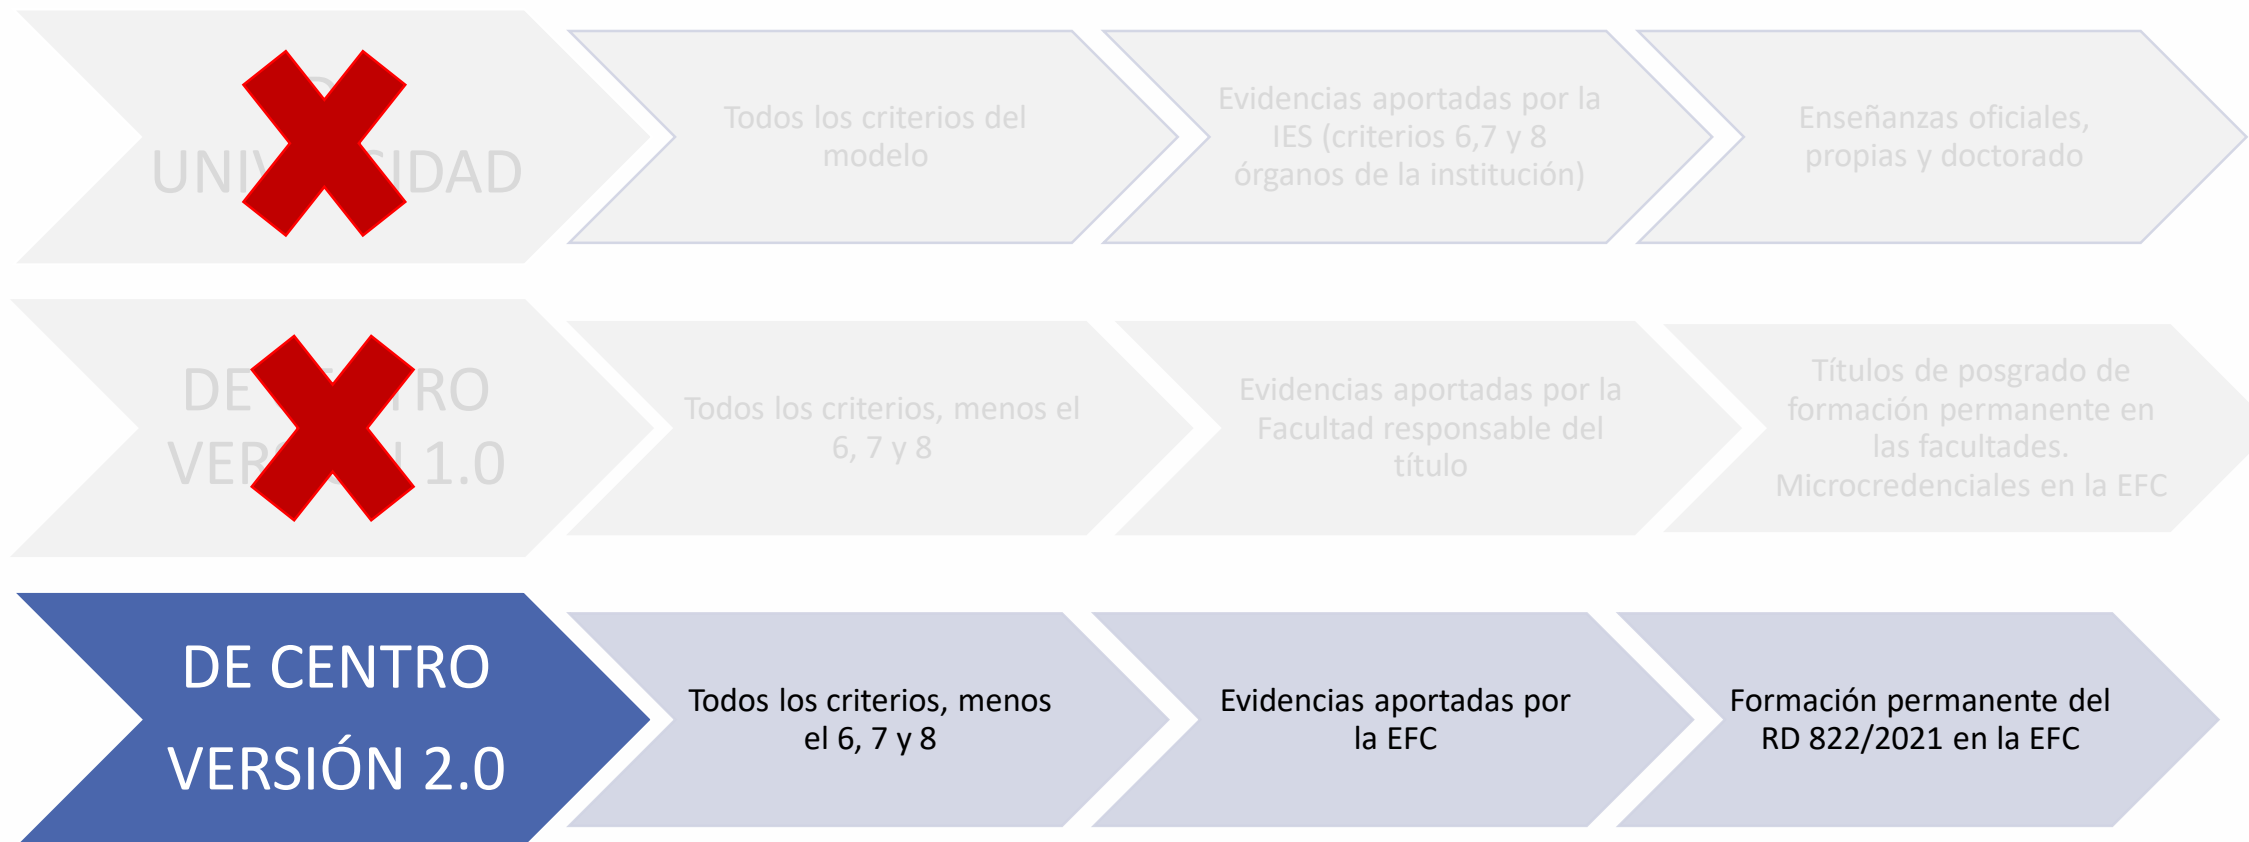 Todos los criterios del
modelo
Evidencias aportadas por la
IES (criterios 6,7 y 8
órganos de la institución)
Enseñanzas oficiales,
propias y doctorado
DE
VER 1.0
Todos los criterios, menos el
6, 7 y 8
Evidencias aportadas por la
Facultad responsable del
título
Títulos de posgrado de
formación permanente en
las facultades.
Microcredenciales en la EFC
DE CENTRO
VERSIÓN 2.0
Todos los criterios, menos
el 6, 7 y 8
Evidencias aportadas por
la EFC
Formación permanente del
RD 822/2021 en la EFC